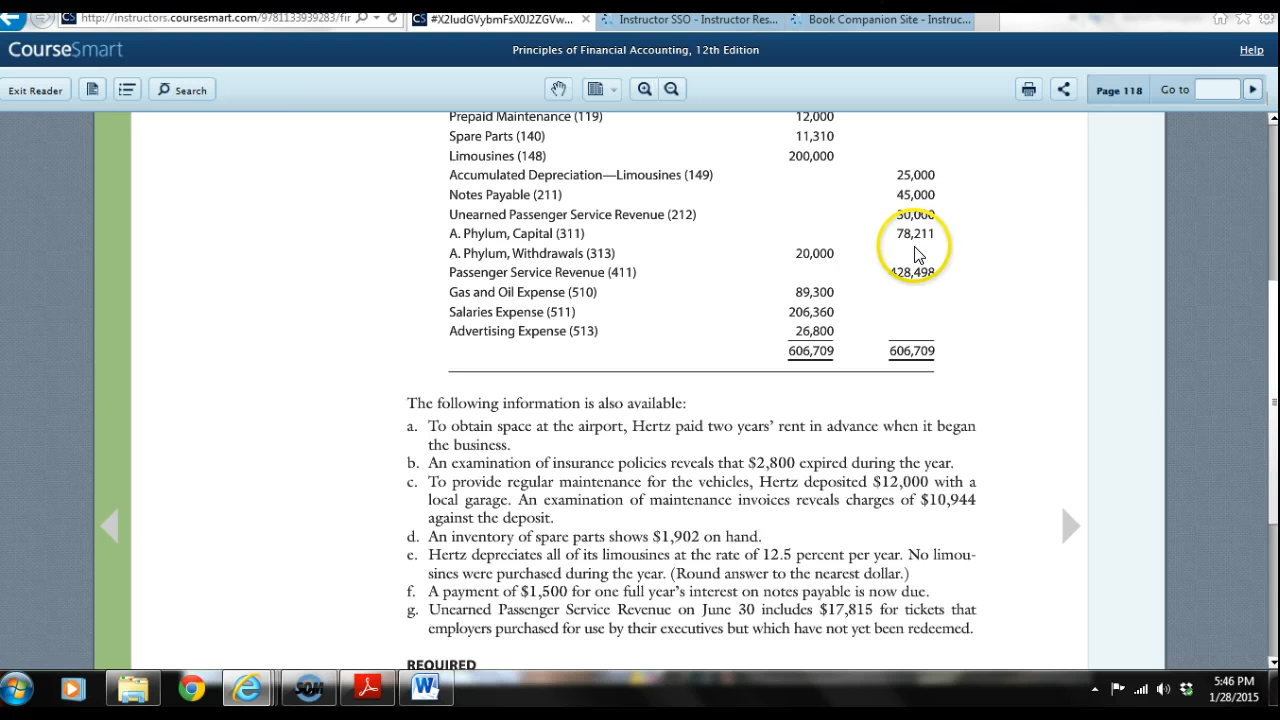 http://instructors.coursesmart.com/9781133939283/fir
#X2IudGVybmFsX0J2ZGVw...
Instructor SSO - Instructor Res...
Book Companion Site - Instruc...
CourseSmart
Principles of Financial Accounting, 12th Edition
Help
Exit Reader
Search
Page 118
Go to
Prepaid Maintenance (119) 12,000
Spare Parts (140) 11,310
Limousines (148) 200,000
Accumulated Depreciation—Limousines (149) 25,000
Notes Payable (211) 45,000
Unearned Passenger Service Revenue (212) 30,000
A. Phylum, Capital (311) 78,211
A. Phylum, Withdrawals (313) 20,000
Passenger Service Revenue (411) 428,498
Gas and Oil Expense (510) 89,300
Salaries Expense (511) 206,360
Advertising Expense (513) 26,800
606,709 606,709
The following information is also available:
a. To obtain space at the airport, Hertz paid two years' rent in advance when it began
the business.
b. An examination of insurance policies reveals that $2,800 expired during the year.
c. To provide regular maintenance for the vehicles, Hertz deposited $12,000 with a
local garage. An examination of maintenance invoices reveals charges of $10,944
against the deposit.
d. An inventory of spare parts shows $1,902 on hand.
e. Hertz depreciates all of its limousines at the rate of 12.5 percent per year. No limou-
sines were purchased during the year. (Round answer to the nearest dollar.)
f. A payment of $1,500 for one full year's interest on notes payable is now due.
g. Unearned Passenger Service Revenue on June 30 includes $17,815 for tickets that
employers purchased for use by their executives but which have not yet been redeemed.
REQUIRED
5:46 PM
1/28/2015